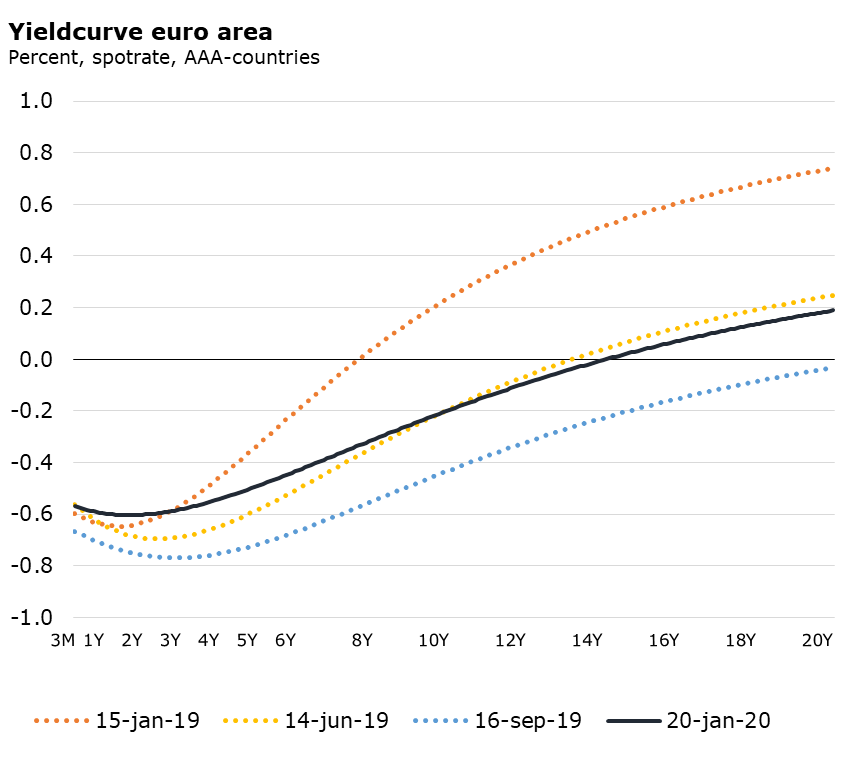 Yieldcurve euro area
Percent, spotrate, AAA-countries
1.0
0.8
0.6
0.4
0.2
0.0
-0.2
-0.4
-0.6
-0.8
-1.0
3M 1Y 2Y 3Y 4Y 5Y 6Y 8Y 10Y 12Y 14Y 16Y 18Y 20Y
15-jan-19 14-jun-19 16-sep-19 20-jan-20